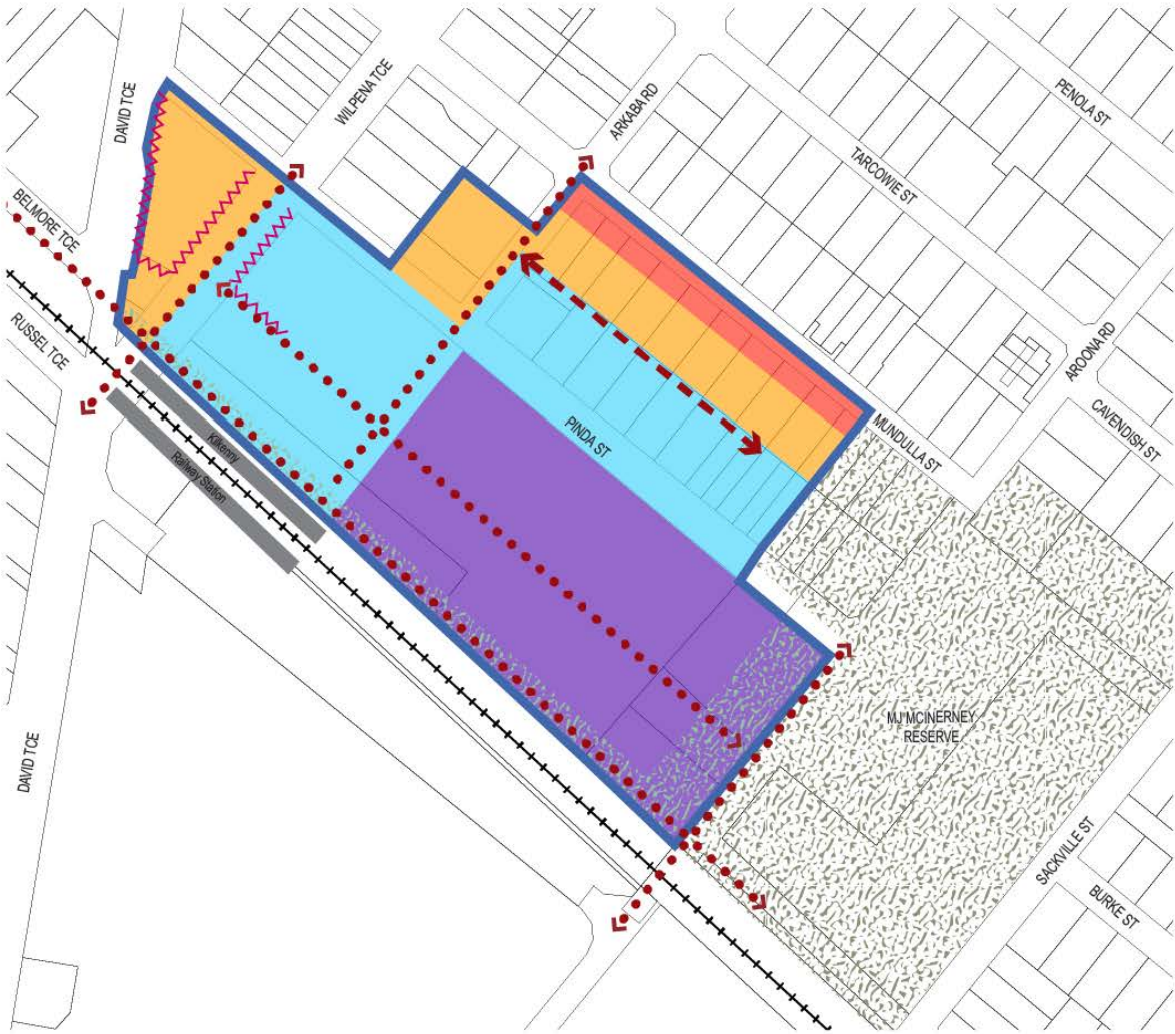 DAVID TCE
WILPENA TCE
ARKABA RD
PENOLA ST
TARCOWIE ST
BELMORE TCE
RUSSEL TCE
AROONA RD
CAVENDISH ST
MUNDULLA ST
PINDA ST
Kilkenny
Railway Station
MJ MCINERNEY
RESERVE
DAVID TCE
SACKVILLE ST
BURKE ST